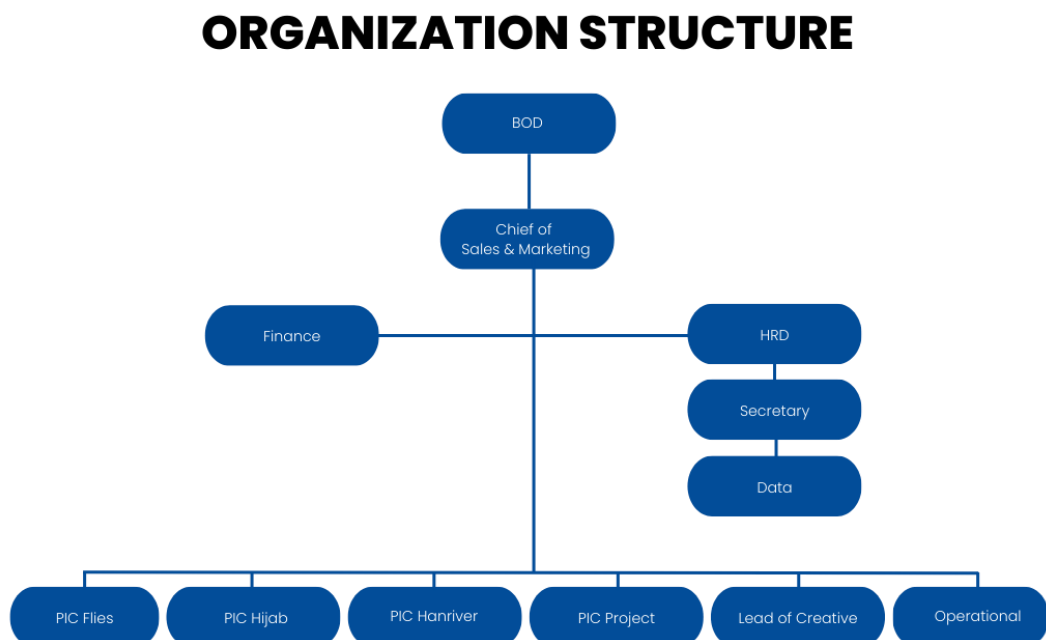 ORGANIZATION STRUCTURE
BOD
Chief of
Sales & Marketing
Finance
HRD
Secretary
Data
PIC Flies
PIC Hijab
PIC Hanriver
PIC Project
Lead of Creative
Operational